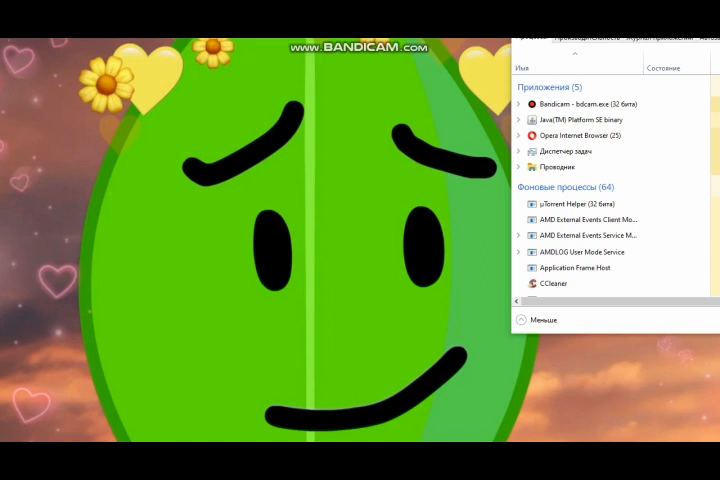 www.BANDICAM.com
Имя
Состояние
Приложения (5)
Bandicam - bdcam.exe (32 бита)
Java(TM) Platform SE binary
Opera Internet Browser (25)
Диспетчер задач
Проводник
Фоновые процессы (64)
µTorrent Helper (32 бита)
AMD External Events Client Mo...
AMD External Events Service M...
AMDLOG User Mode Service
Application Frame Host
CCleaner
Меньше